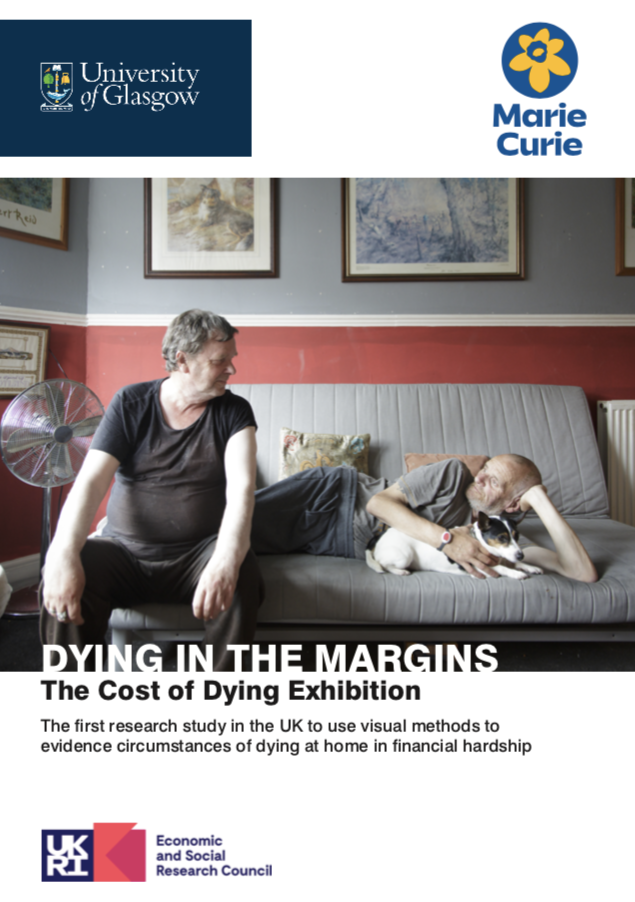 University
of Glasgow
Marie
Curie
DYING IN THE MARGINS
The Cost of Dying Exhibition
The first research study in the UK to use visual methods to
evidence circumstances of dying at home in financial hardship
UK
RI
Economic
and Social
Research Council